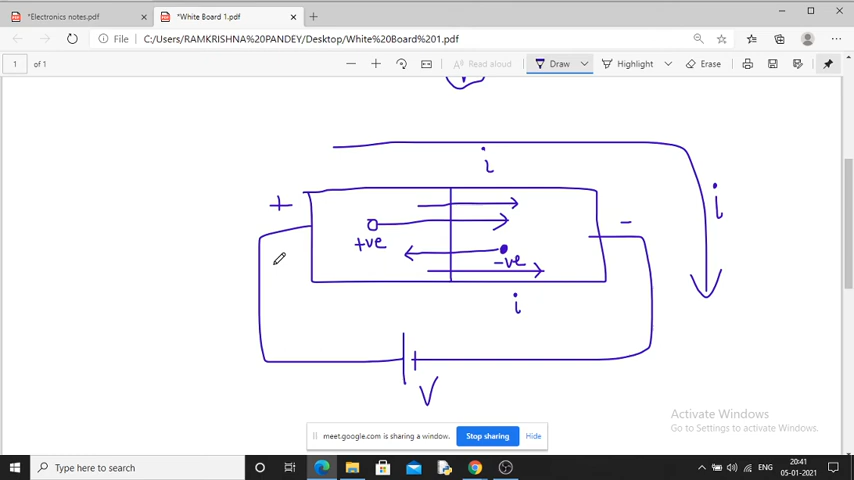 *Electronics notes.pdf
*White Board 1.pdf
File
C:/Users/RAMKRISHNA%20PANDEY/Desktop/White%20Board%201.pdf
1 of 1
Read aloud
Draw
Highlight
Erase
i
+
i
-
+ve
-ve
i
V
Activate Windows
Go to Settings to activate Windows.
meet.google.com is sharing a window.
Stop sharing
Hide
Type here to search
ENG
20:41
05-01-2021